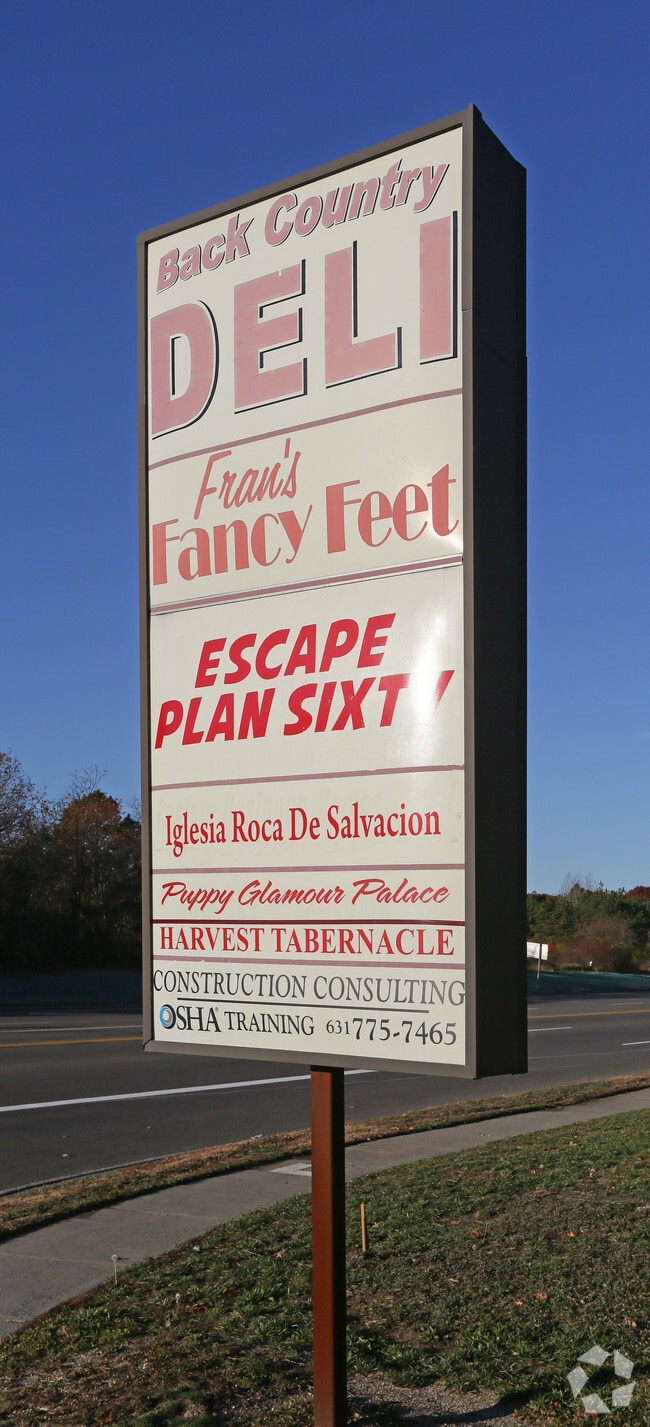 Back Country
DELI
Fran's
Fancy Feet
ESCAPE
PLAN SIXTY
Iglesia Roca De Salvacion
Puppy Glamour Palace
HARVEST TABERNACLE
CONSTRUCTION CONSULTING
OSHA® TRAINING 631 775-7465